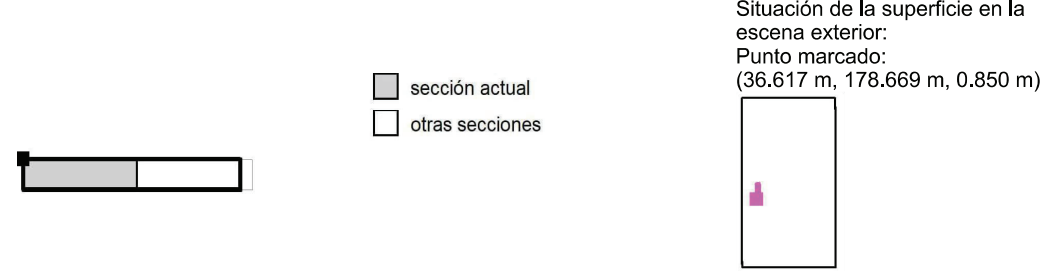 Situación de la superficie en la
escena exterior:
Punto marcado:
(36.617 m, 178.669 m, 0.850 m)
sección actual
otras secciones